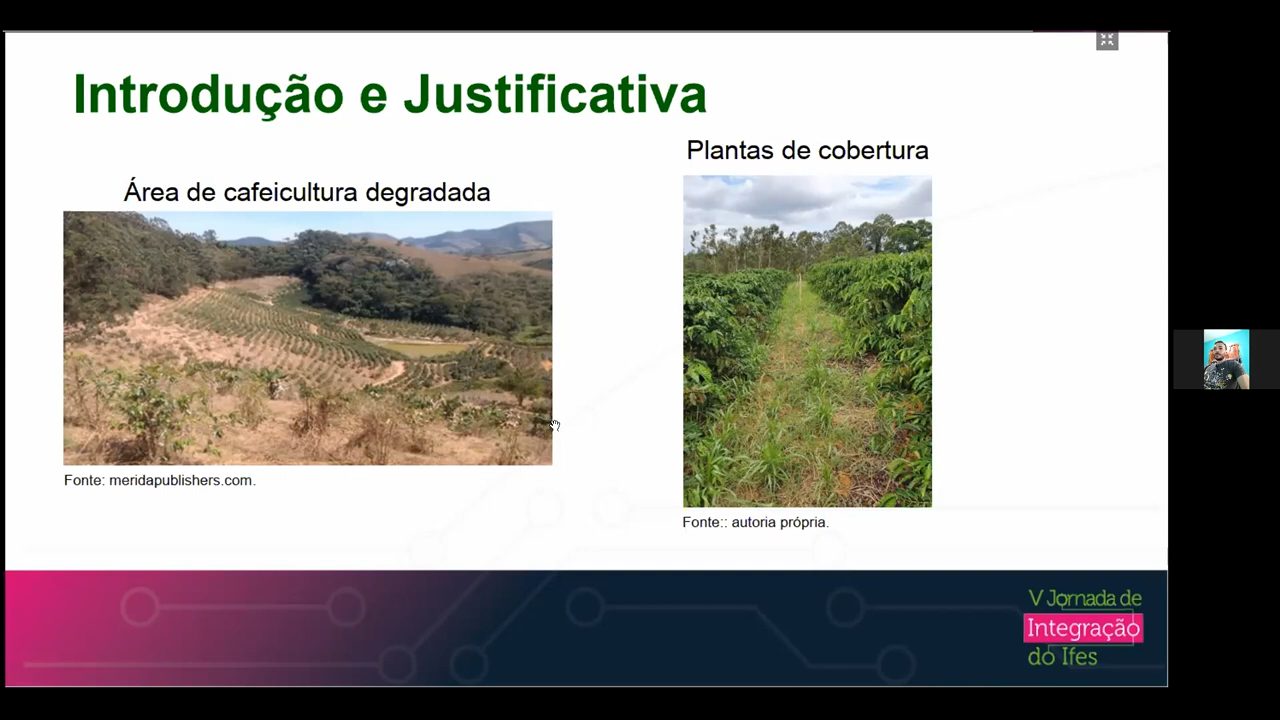 Introdução e Justificativa
Plantas de cobertura
Área de cafeicultura degradada
Fonte: meridapublishers.com.
Fonte:: autoria própria.
V Jornada de
Integração
do Ifes